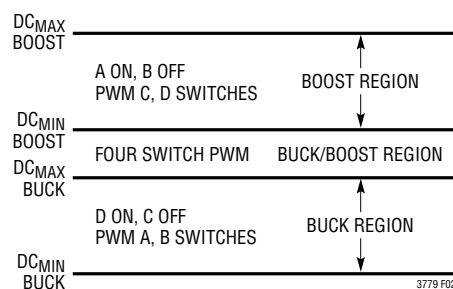 DCMAX
BOOST
A ON, B OFF
PWM C, D SWITCHES
BOOST REGION
DCMIN
BOOST
FOUR SWITCH PWM
BUCK/BOOST REGION
DCMAX
BUCK
D ON, C OFF
PWM A, B SWITCHES
BUCK REGION
DCMIN
BUCK
3779 F02